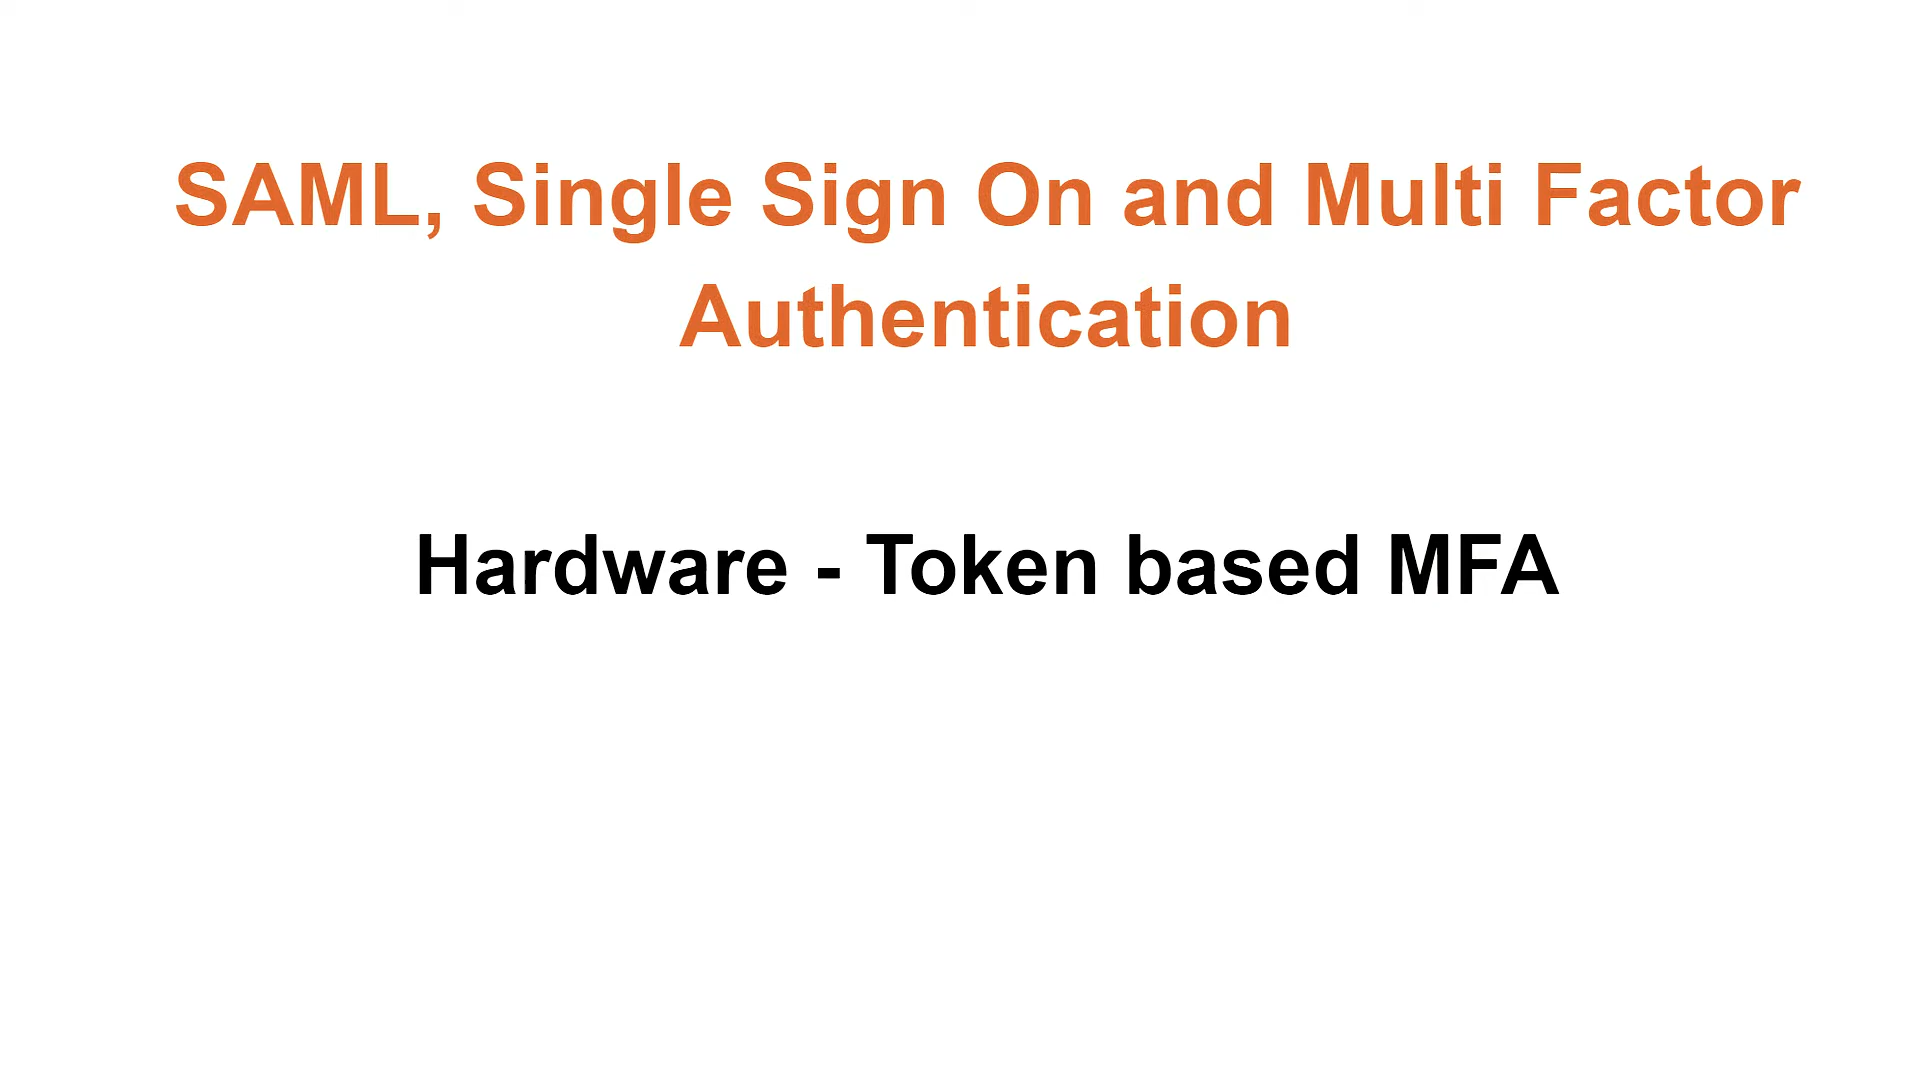 SAML, Single Sign On and Multi Factor
Authentication
Hardware - Token based MFA